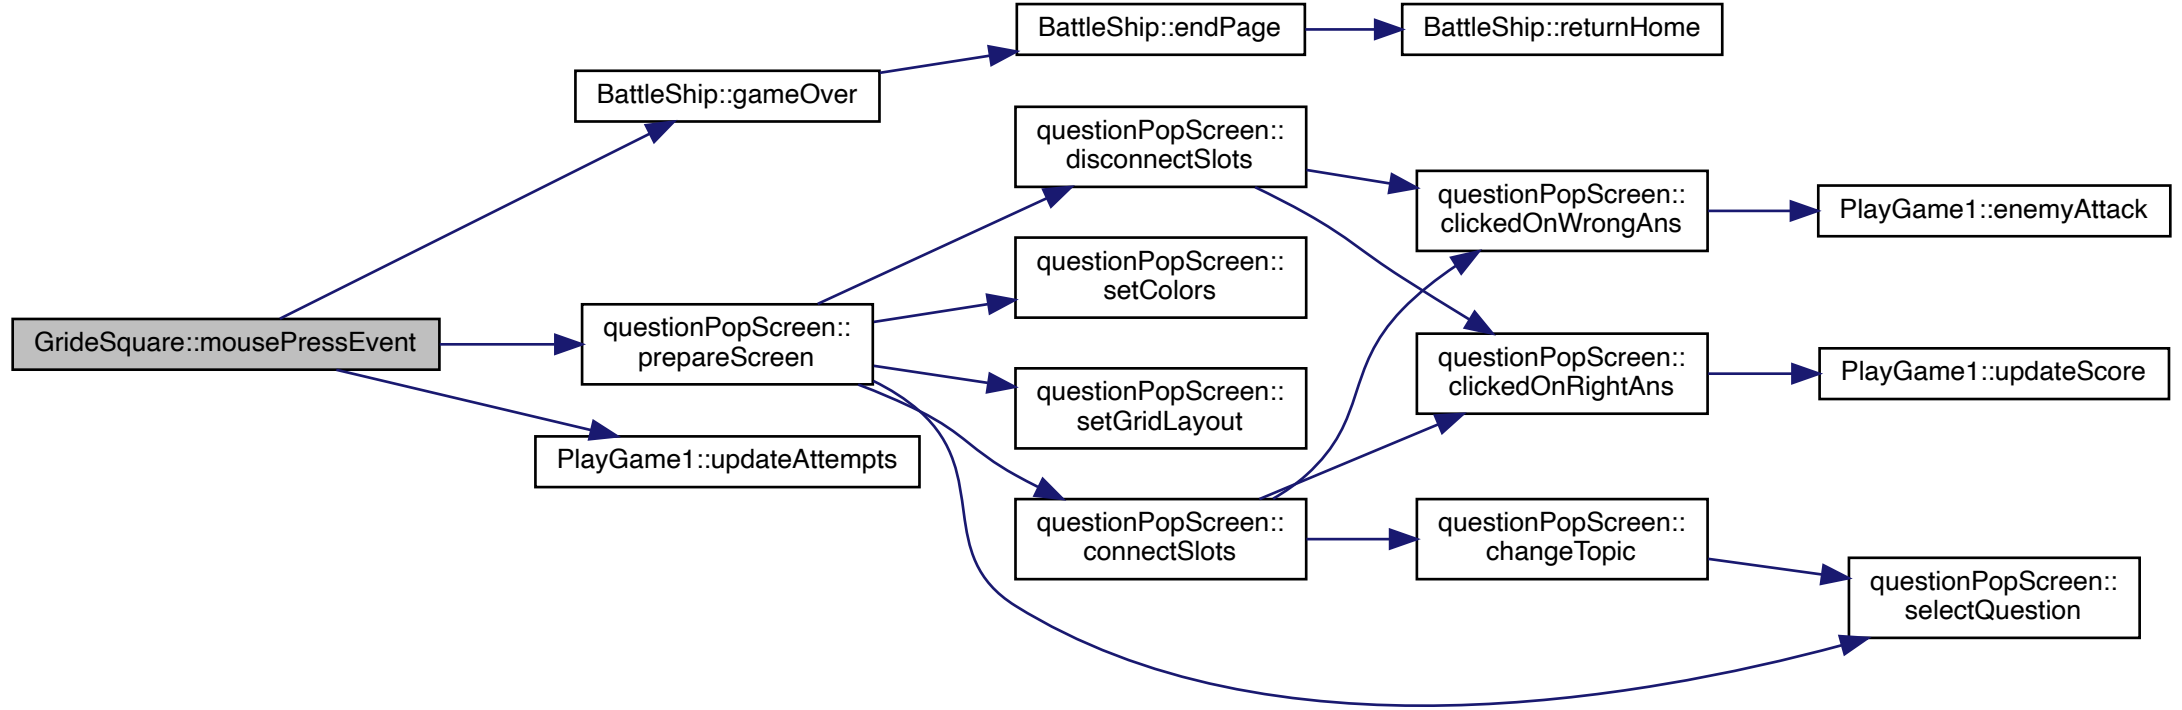 BattleShip::endPage
BattleShip::returnHome
BattleShip::gameOver
questionPopScreen::
disconnectSlots
questionPopScreen::
clickedOnWrongAns
PlayGame1::enemyAttack
questionPopScreen::
setColors
GrideSquare::mousePressEvent
questionPopScreen::
prepareScreen
questionPopScreen::
clickedOnRightAns
PlayGame1::updateScore
questionPopScreen::
setGridLayout
PlayGame1::updateAttempts
questionPopScreen::
connectSlots
questionPopScreen::
changeTopic
questionPopScreen::
selectQuestion